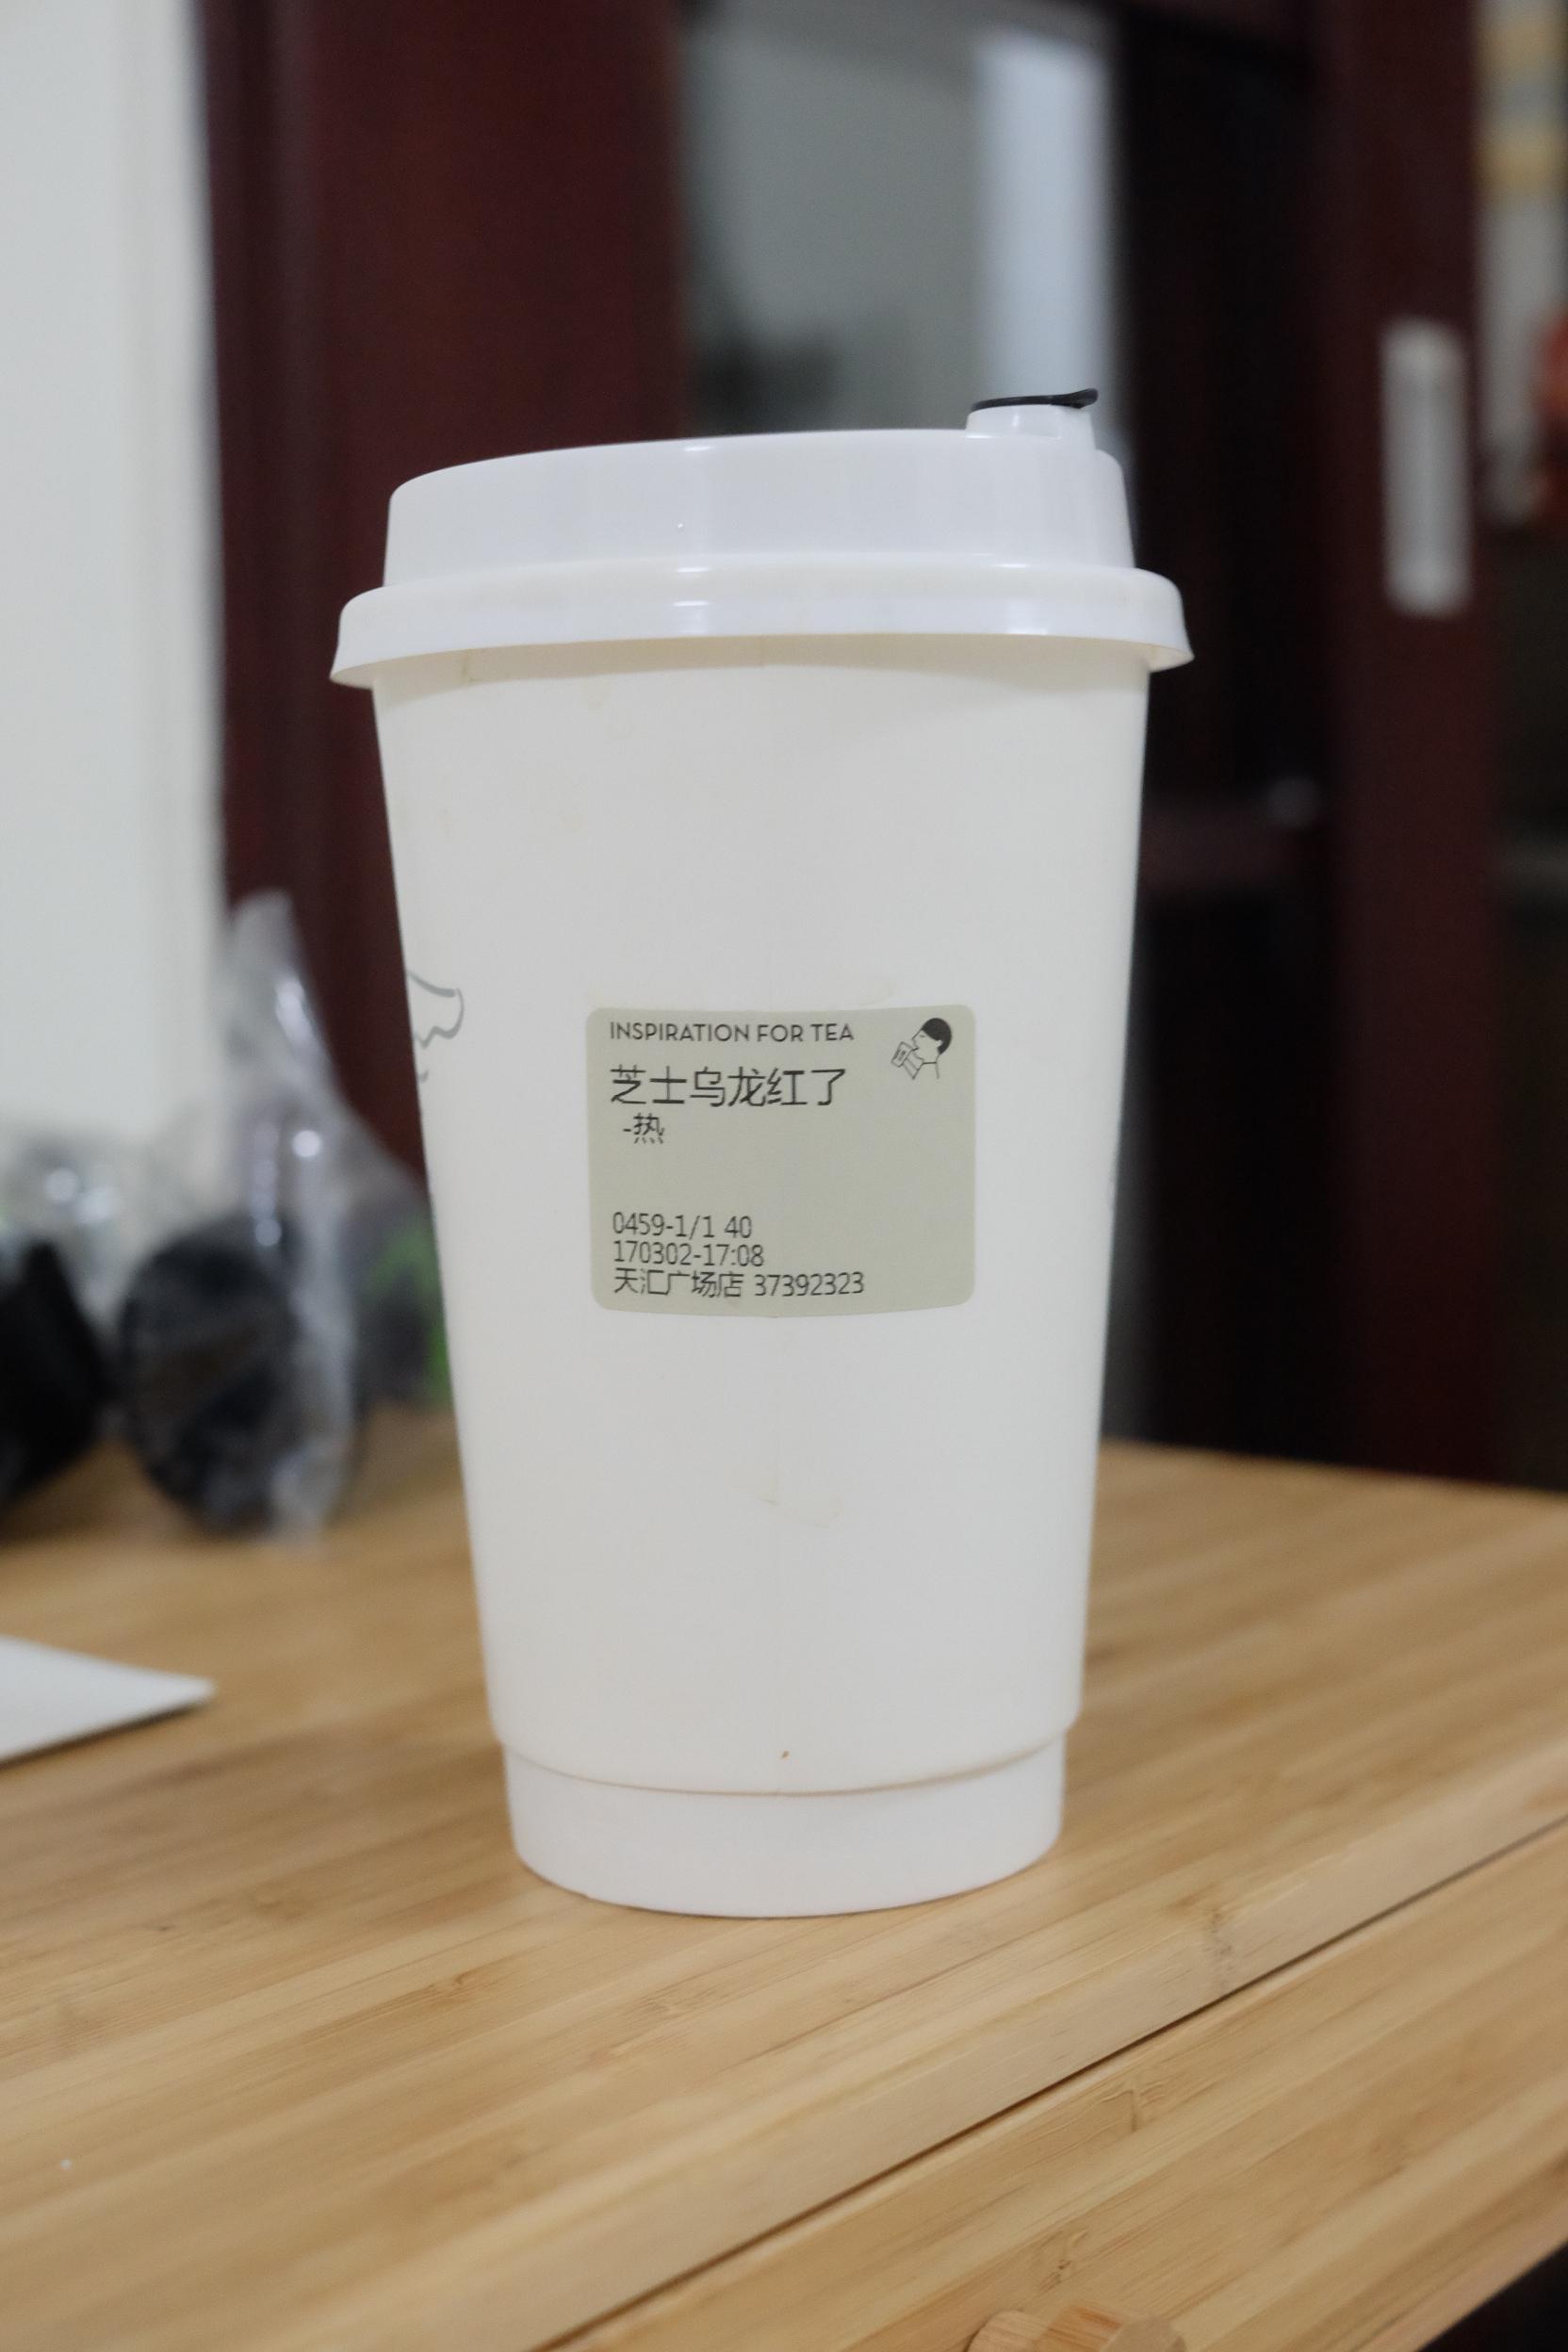 INSPIRATION FOR TEA
芝士乌龙红了
-热
0459-1/1 40
170302-17:08
天汇广场店 37392323